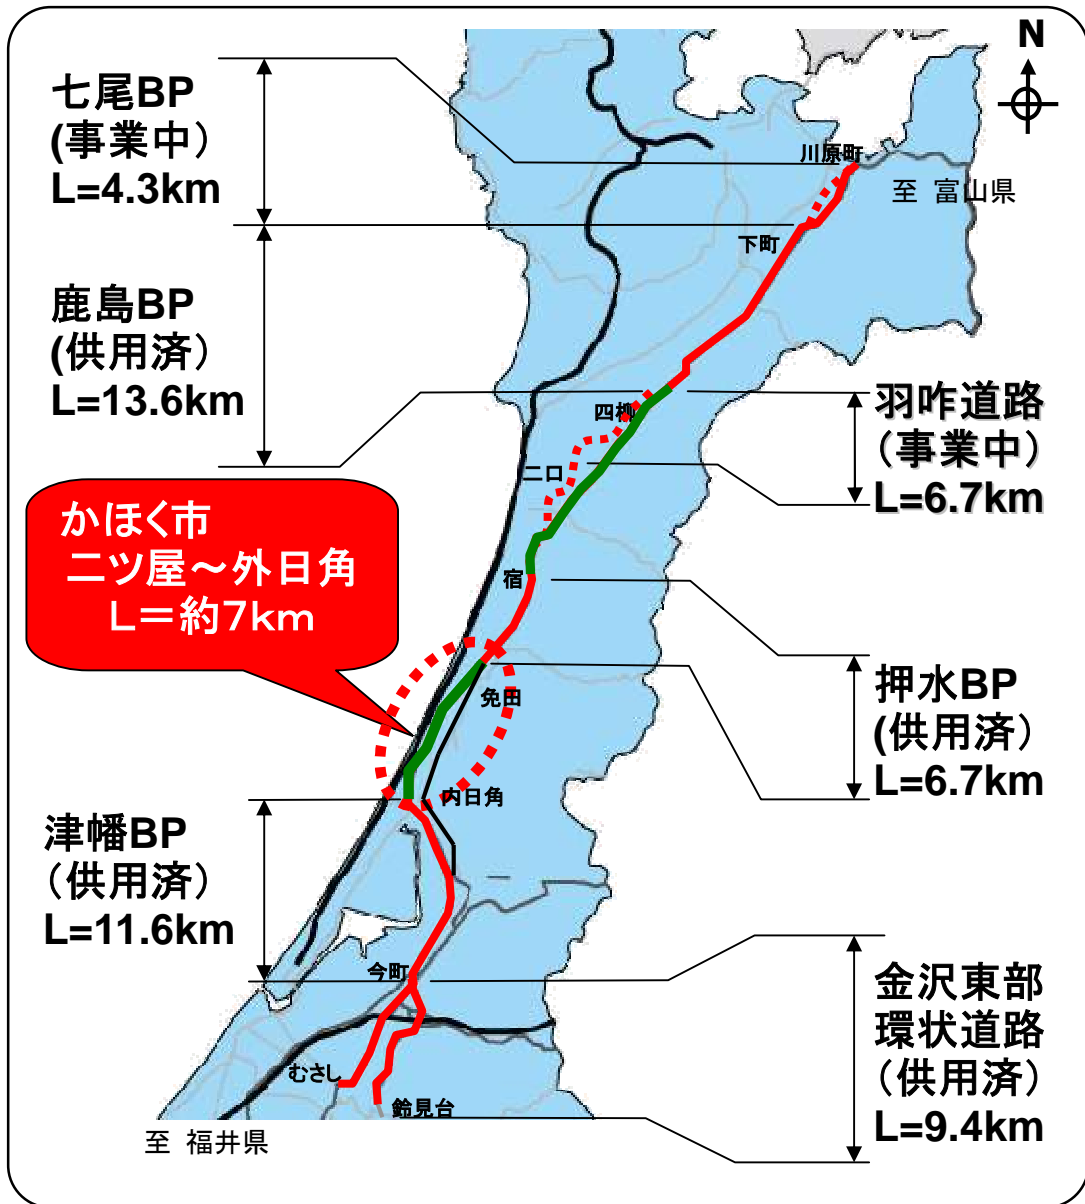 N
七尾BP
(事業中)
L=4.3km
川原町
至 富山県
下町
鹿島BP
(供用済)
L=13.6km
四柳
羽咋道路
(事業中)
L=6.7km
二口
かほく市
二ツ屋～外日角
L＝約7km
宿
免田
押水BP
(供用済)
L=6.7km
内日角
津幡BP
(供用済)
L=11.6km
今町
金沢東部
環状道路
(供用済)
L=9.4km
むさし
鈴見台
至 福井県